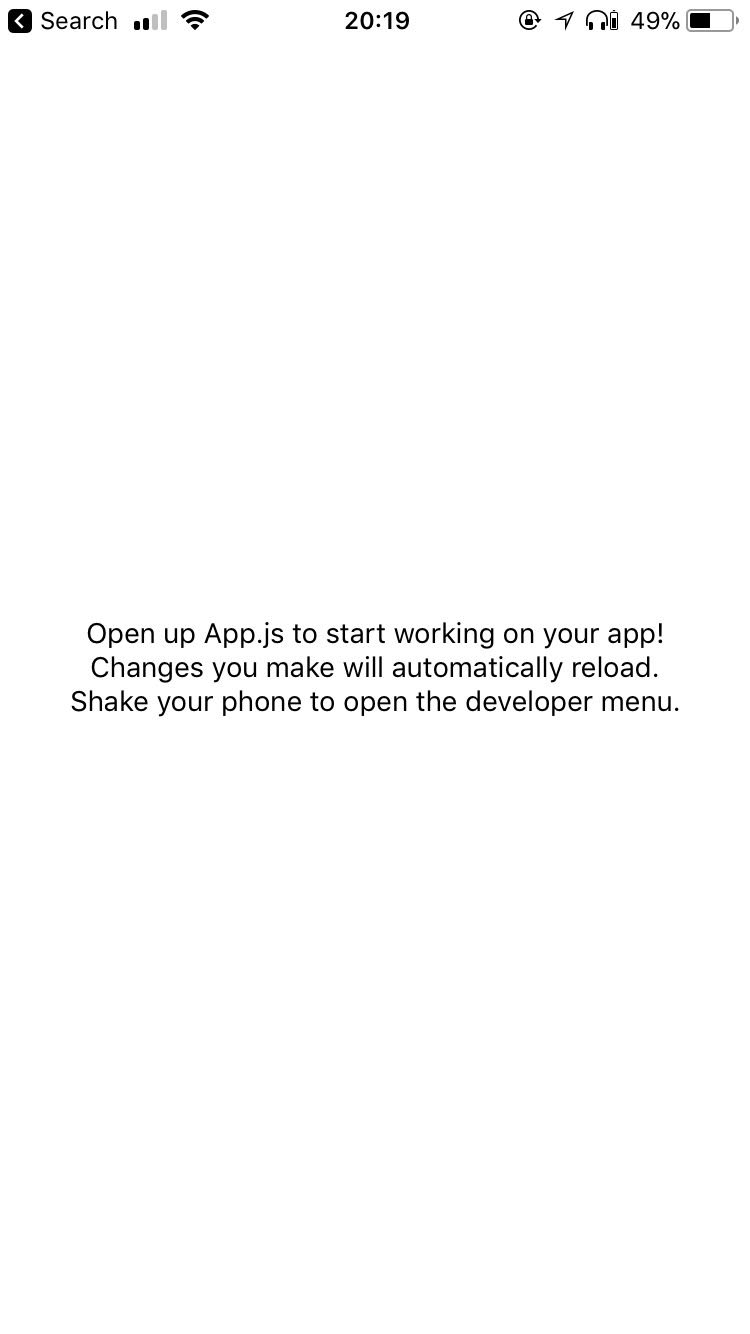 Search 20:19 49%
Open up App.js to start working on your app!
Changes you make will automatically reload.
Shake your phone to open the developer menu.